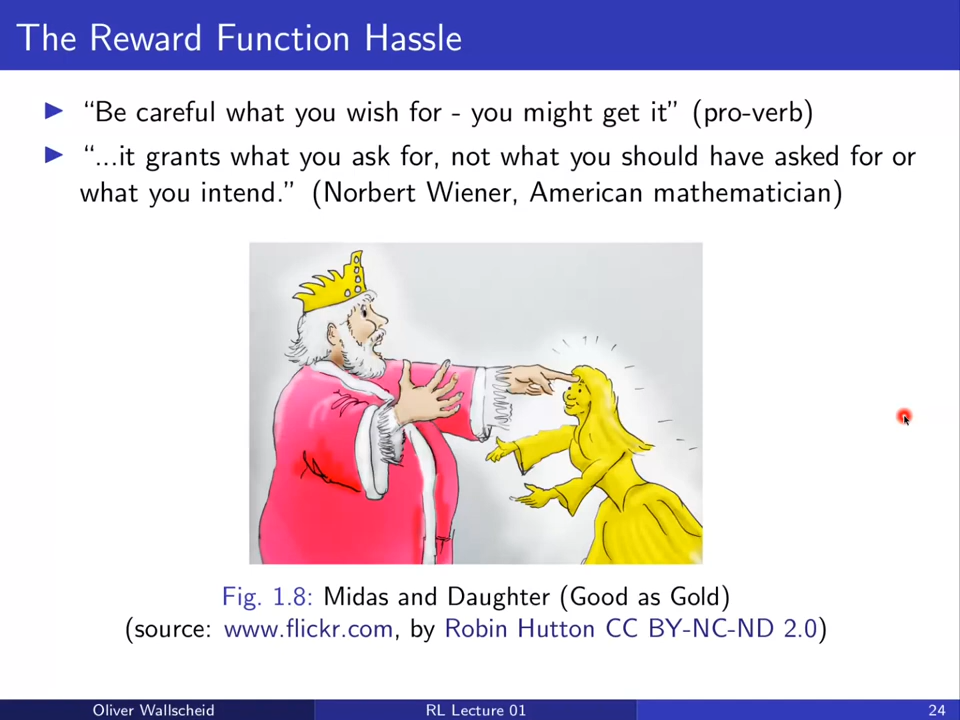 The Reward Function Hassle
“Be careful what you wish for - you might get it” (pro-verb)
“...it grants what you ask for, not what you should have asked for or
what you intend.” (Norbert Wiener, American mathematician)
Fig. 1.8: Midas and Daughter (Good as Gold)
(source: www.flickr.com, by Robin Hutton CC BY-NC-ND 2.0)
Oliver Wallscheid
RL Lecture 01
24